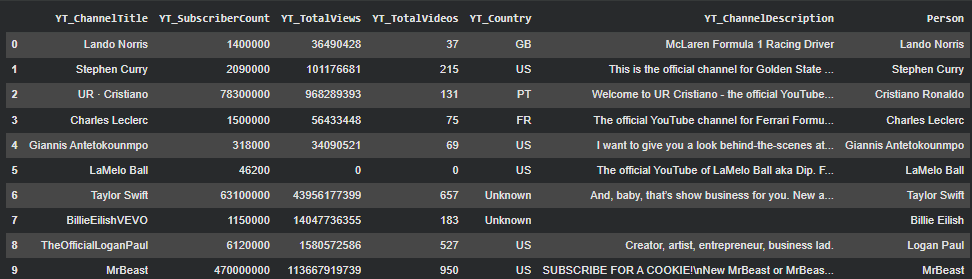 YT_ChannelTitle YT_SubscriberCount YT_TotalViews YT_TotalVideos YT_Country YT_ChannelDescription Person
0 Lando Norris 1400000 36490428 37 GB McLaren Formula 1 Racing Driver Lando Norris
1 Stephen Curry 2090000 101176681 215 US This is the official channel for Golden State ... Stephen Curry
2 UR · Cristiano 78300000 968289393 131 PT Welcome to UR Cristiano - the official YouTube... Cristiano Ronaldo
3 Charles Leclerc 1500000 56433448 75 FR The official YouTube channel for Ferrari Formu... Charles Leclerc
4 Giannis Antetokounmpo 318000 34090521 69 US I want to give you a look behind-the-scenes at... Giannis Antetokounmpo
5 LaMelo Ball 46200 0 0 US The official YouTube of LaMelo Ball aka Dip. F... LaMelo Ball
6 Taylor Swift 63100000 43956177399 657 Unknown And, baby, that's show business for you. New a... Taylor Swift
7 BillieEilishVEVO 1150000 14047736355 183 Unknown Billie Eilish
8 TheOfficialLoganPaul 6120000 1580572586 527 US Creator, artist, entrepreneur, business lad. Logan Paul
9 MrBeast 470000000 113667919739 950 US SUBSCRIBE FOR A COOKIE!\nNew MrBeast or MrBeas... MrBeast